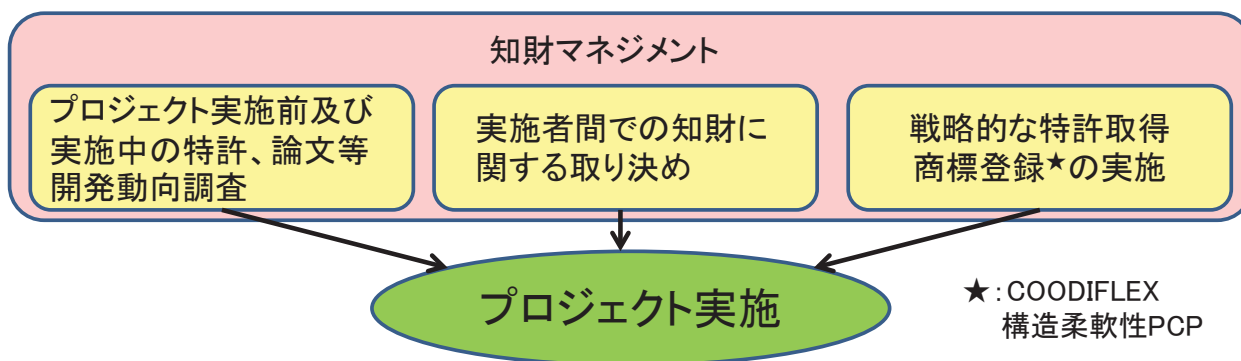 知財マネジメント
プロジェクト実施前及び
実施中の特許、論文等
開発動向調査
実施者間での知財に
関する取り決め
戦略的な特許取得
商標登録★の実施
プロジェクト実施
★:COODIFLEX
構造柔軟性PCP